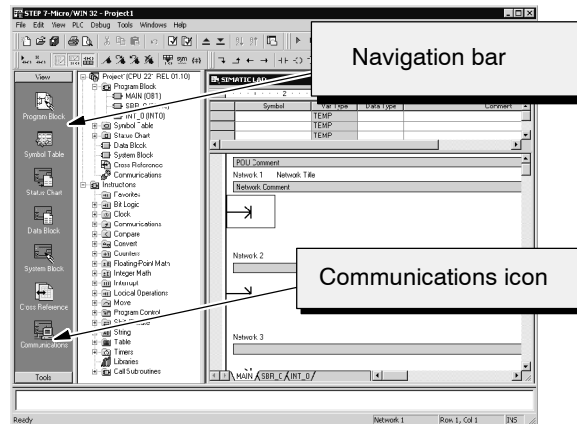 STEP 7-Micro/WIN 32 - Project1
File Edit View PLC Debug Tools Windows Help
Navigation bar
View
Program Block
Symbol Table
Status Chart
Data Block
System Block
Cross Reference
Communications
Tools
Project1 (CPU 22* REL 01.10)
Program Block
MAIN (OB1)
INT_0 (INT0)
Symbol Table
Status Chart
Data Block
System Block
Cross Reference
Communications
Instructions
Favorites
Bit Logic
Clock
Communications
Compare
Convert
Counters
Floating-Point Math
Integer Math
Interrupt
Logical Operations
Move
Program Control
String
Table
Timers
Libraries
Call Subroutines
SIMATIC LAD
Symbol Var Type Data Type Comment
TEMP
TEMP
TEMP
POU Comment
Network 1 Network Title
Network Comment
Network 2
Communications icon
Network 3
MAIN SBR_0 INT_0
Ready
Network 1
Row 1, Col 1
INS